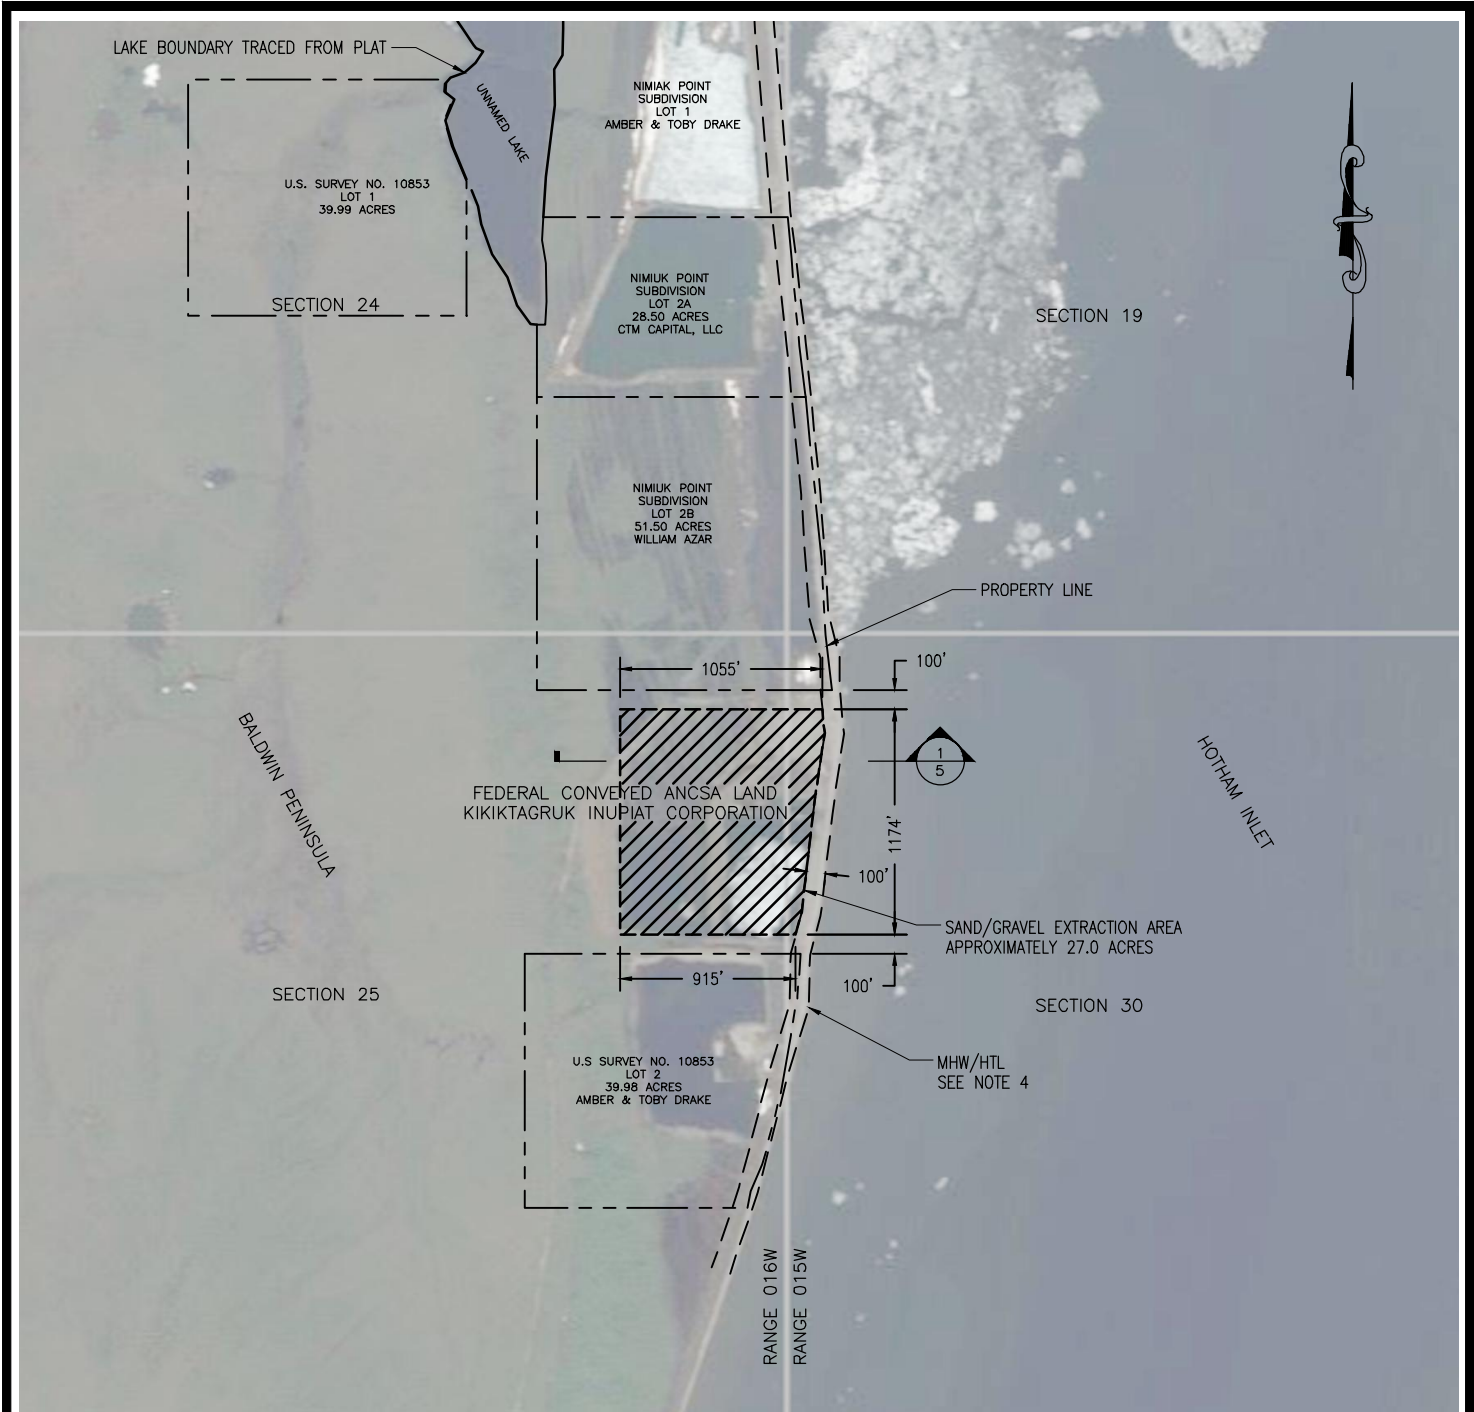 LAKE BOUNDARY TRACED FROM PLAT
UNNAMED LAKE
NIMIAK POINT
SUBDIVISION
LOT 1
AMBER & TOBY DRAKE
U.S. SURVEY NO. 10853
LOT 1
39.99 ACRES
SECTION 24
NIMIUK POINT
SUBDIVISION
LOT 2A
28.50 ACRES
CTM CAPITAL, LLC
SECTION 19
NIMIUK POINT
SUBDIVISION
LOT 2B
51.50 ACRES
WILLIAM AZAR
PROPERTY LINE
1055'
100'
BALDWIN PENINSULA
1
5
HOTHAM INLET
FEDERAL CONVEYED ANCSA LAND
KIKIKTAGRUK INUPIAT CORPORATION
1174'
100'
SAND/GRAVEL EXTRACTION AREA
APPROXIMATELY 27.0 ACRES
915'
100'
SECTION 25
SECTION 30
U.S SURVEY NO. 10853
LOT 2
39.98 ACRES
AMBER & TOBY DRAKE
MHW/HTL
SEE NOTE 4
RANGE 016W
RANGE 015W